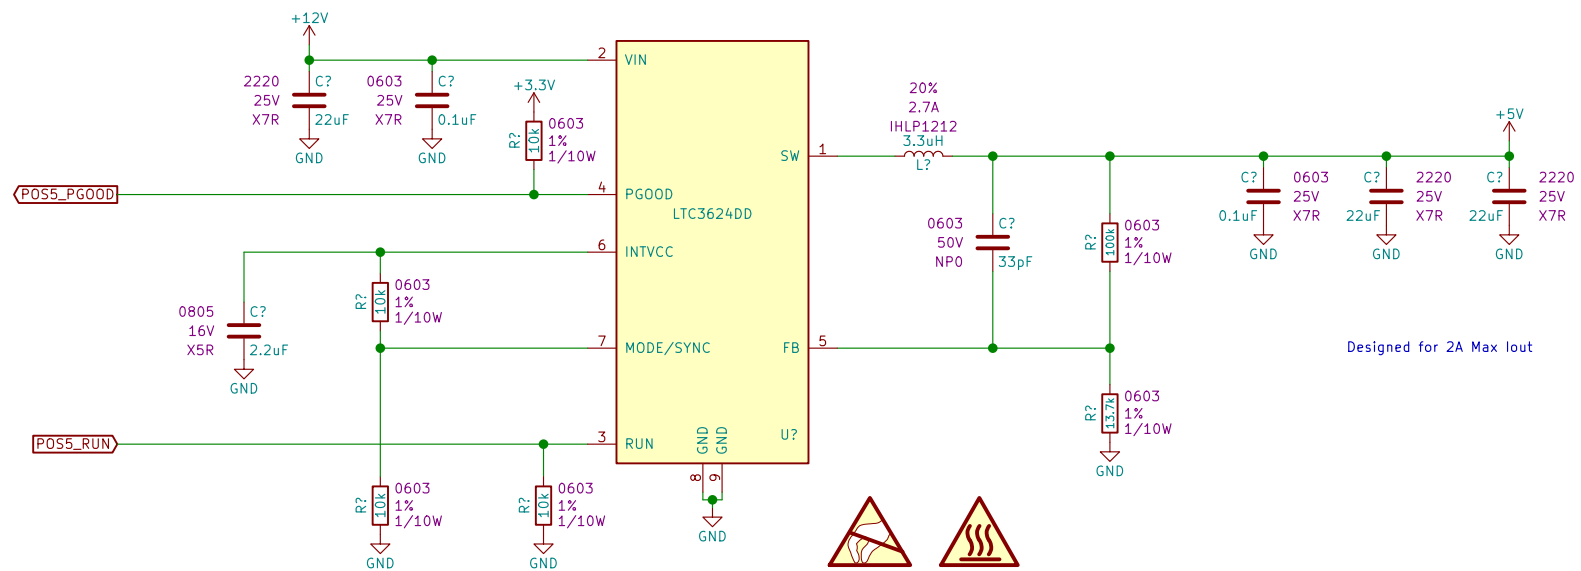 +12V
2220
25V
X7R
C?
22uF
GND
0603
25V
X7R
C?
0.1uF
GND
+3.3V
R?
10k
0603
1%
1/10W
POS5_PGOOD
0805
16V
X5R
C?
2.2uF
GND
R?
10k
0603
1%
1/10W
POS5_RUN
R?
10k
0603
1%
1/10W
GND
R?
10k
0603
1%
1/10W
GND
2
VIN
4
PGOOD
LTC3624DD
6
INTVCC
7
MODE/SYNC
3
RUN
SW
1
FB
5
U?
GND
GND
8
9
GND
20%
2.7A
IHLP1212
3.3uH
L?
0603
50V
NP0
C?
33pF
R?
100k
0603
1%
1/10W
R?
13.7k
0603
1%
1/10W
GND
+5V
C?
0.1uF
0603
25V
X7R
GND
C?
22uF
2220
25V
X7R
GND
C?
22uF
2220
25V
X7R
GND
Designed for 2A Max Iout